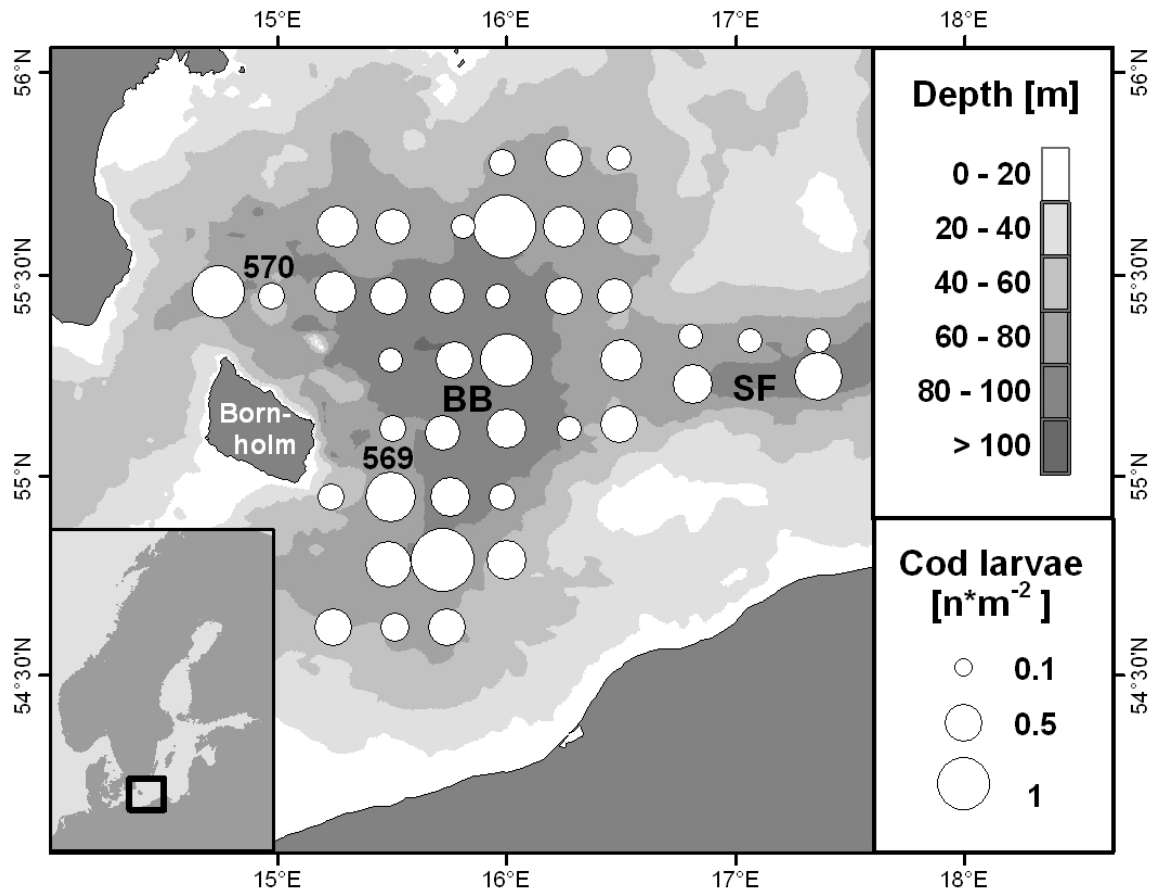 15°E 16°E 17°E 18°E
56°N
55°30'N
55°N
54°30'N
570
BB
SF
Born-
holm
569
Depth [m]
0 - 20
20 - 40
40 - 60
60 - 80
80 - 100
> 100
Cod larvae
[n*m⁻² ]
0.1
0.5
1
56°N
55°30'N
55°N
54°30'N
15°E 16°E 17°E 18°E